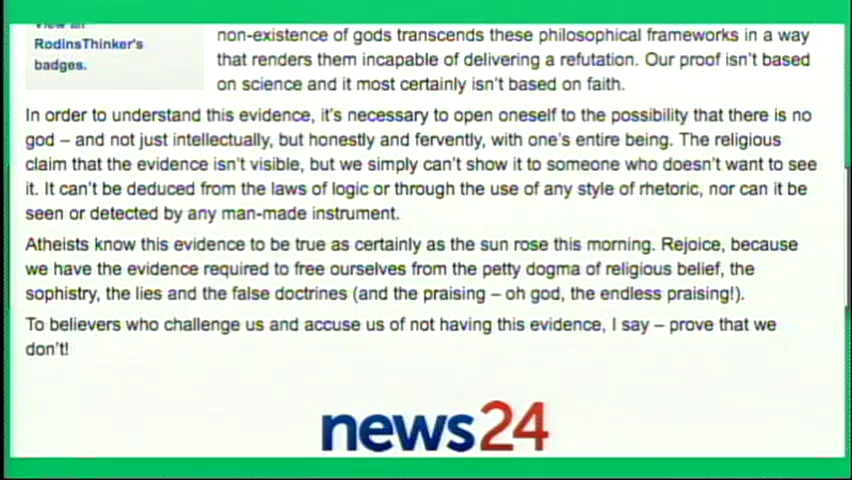 RodinsThinker's
badges.
non-existence of gods transcends these philosophical frameworks in a way
that renders them incapable of delivering a refutation. Our proof isn't based
on science and it most certainly isn't based on faith.
In order to understand this evidence, it's necessary to open oneself to the possibility that there is no
god – and not just intellectually, but honestly and fervently, with one's entire being. The religious
claim that the evidence isn't visible, but we simply can't show it to someone who doesn't want to see
it. It can't be deduced from the laws of logic or through the use of any style of rhetoric, nor can it be
seen or detected by any man-made instrument.
Atheists know this evidence to be true as certainly as the sun rose this morning. Rejoice, because
we have the evidence required to free ourselves from the petty dogma of religious belief, the
sophistry, the lies and the false doctrines (and the praising – oh god, the endless praising!).
To believers who challenge us and accuse us of not having this evidence, I say – prove that we
don't!
news24